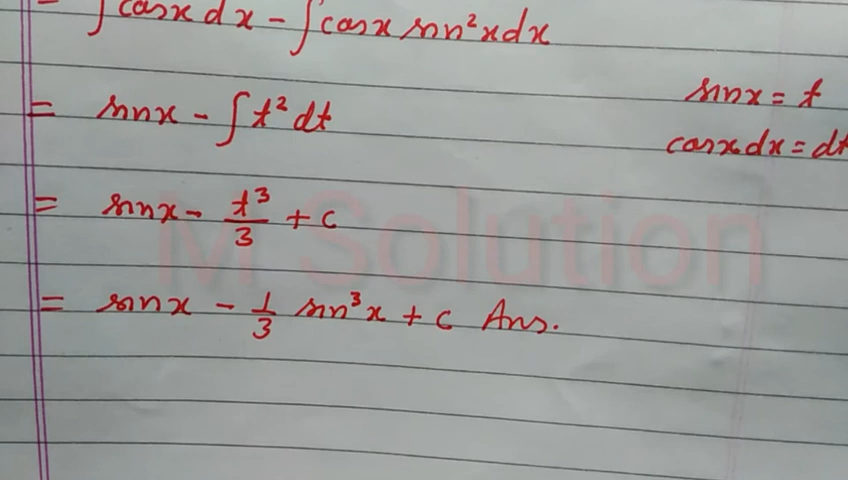 = ∫cosx dx - ∫cosx sin²x dx
sinx = t
= sinx - ∫t² dt
cosx dx = dt
= sinx - t³/3 + c
= sinx - 1/3 sin³x + c Ans.
M Solution